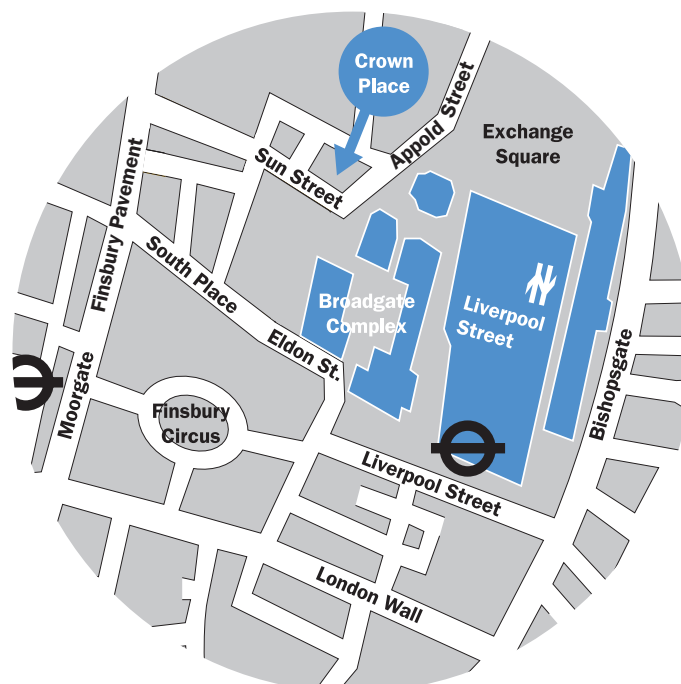 Crown
Place
Appold Street
Exchange
Square
Sun Street
Finsbury Pavement
South Place
Broadgate
Complex
Liverpool
Street
Eldon St.
Bishopsgate
Moorgate
Finsbury
Circus
Liverpool Street
London Wall